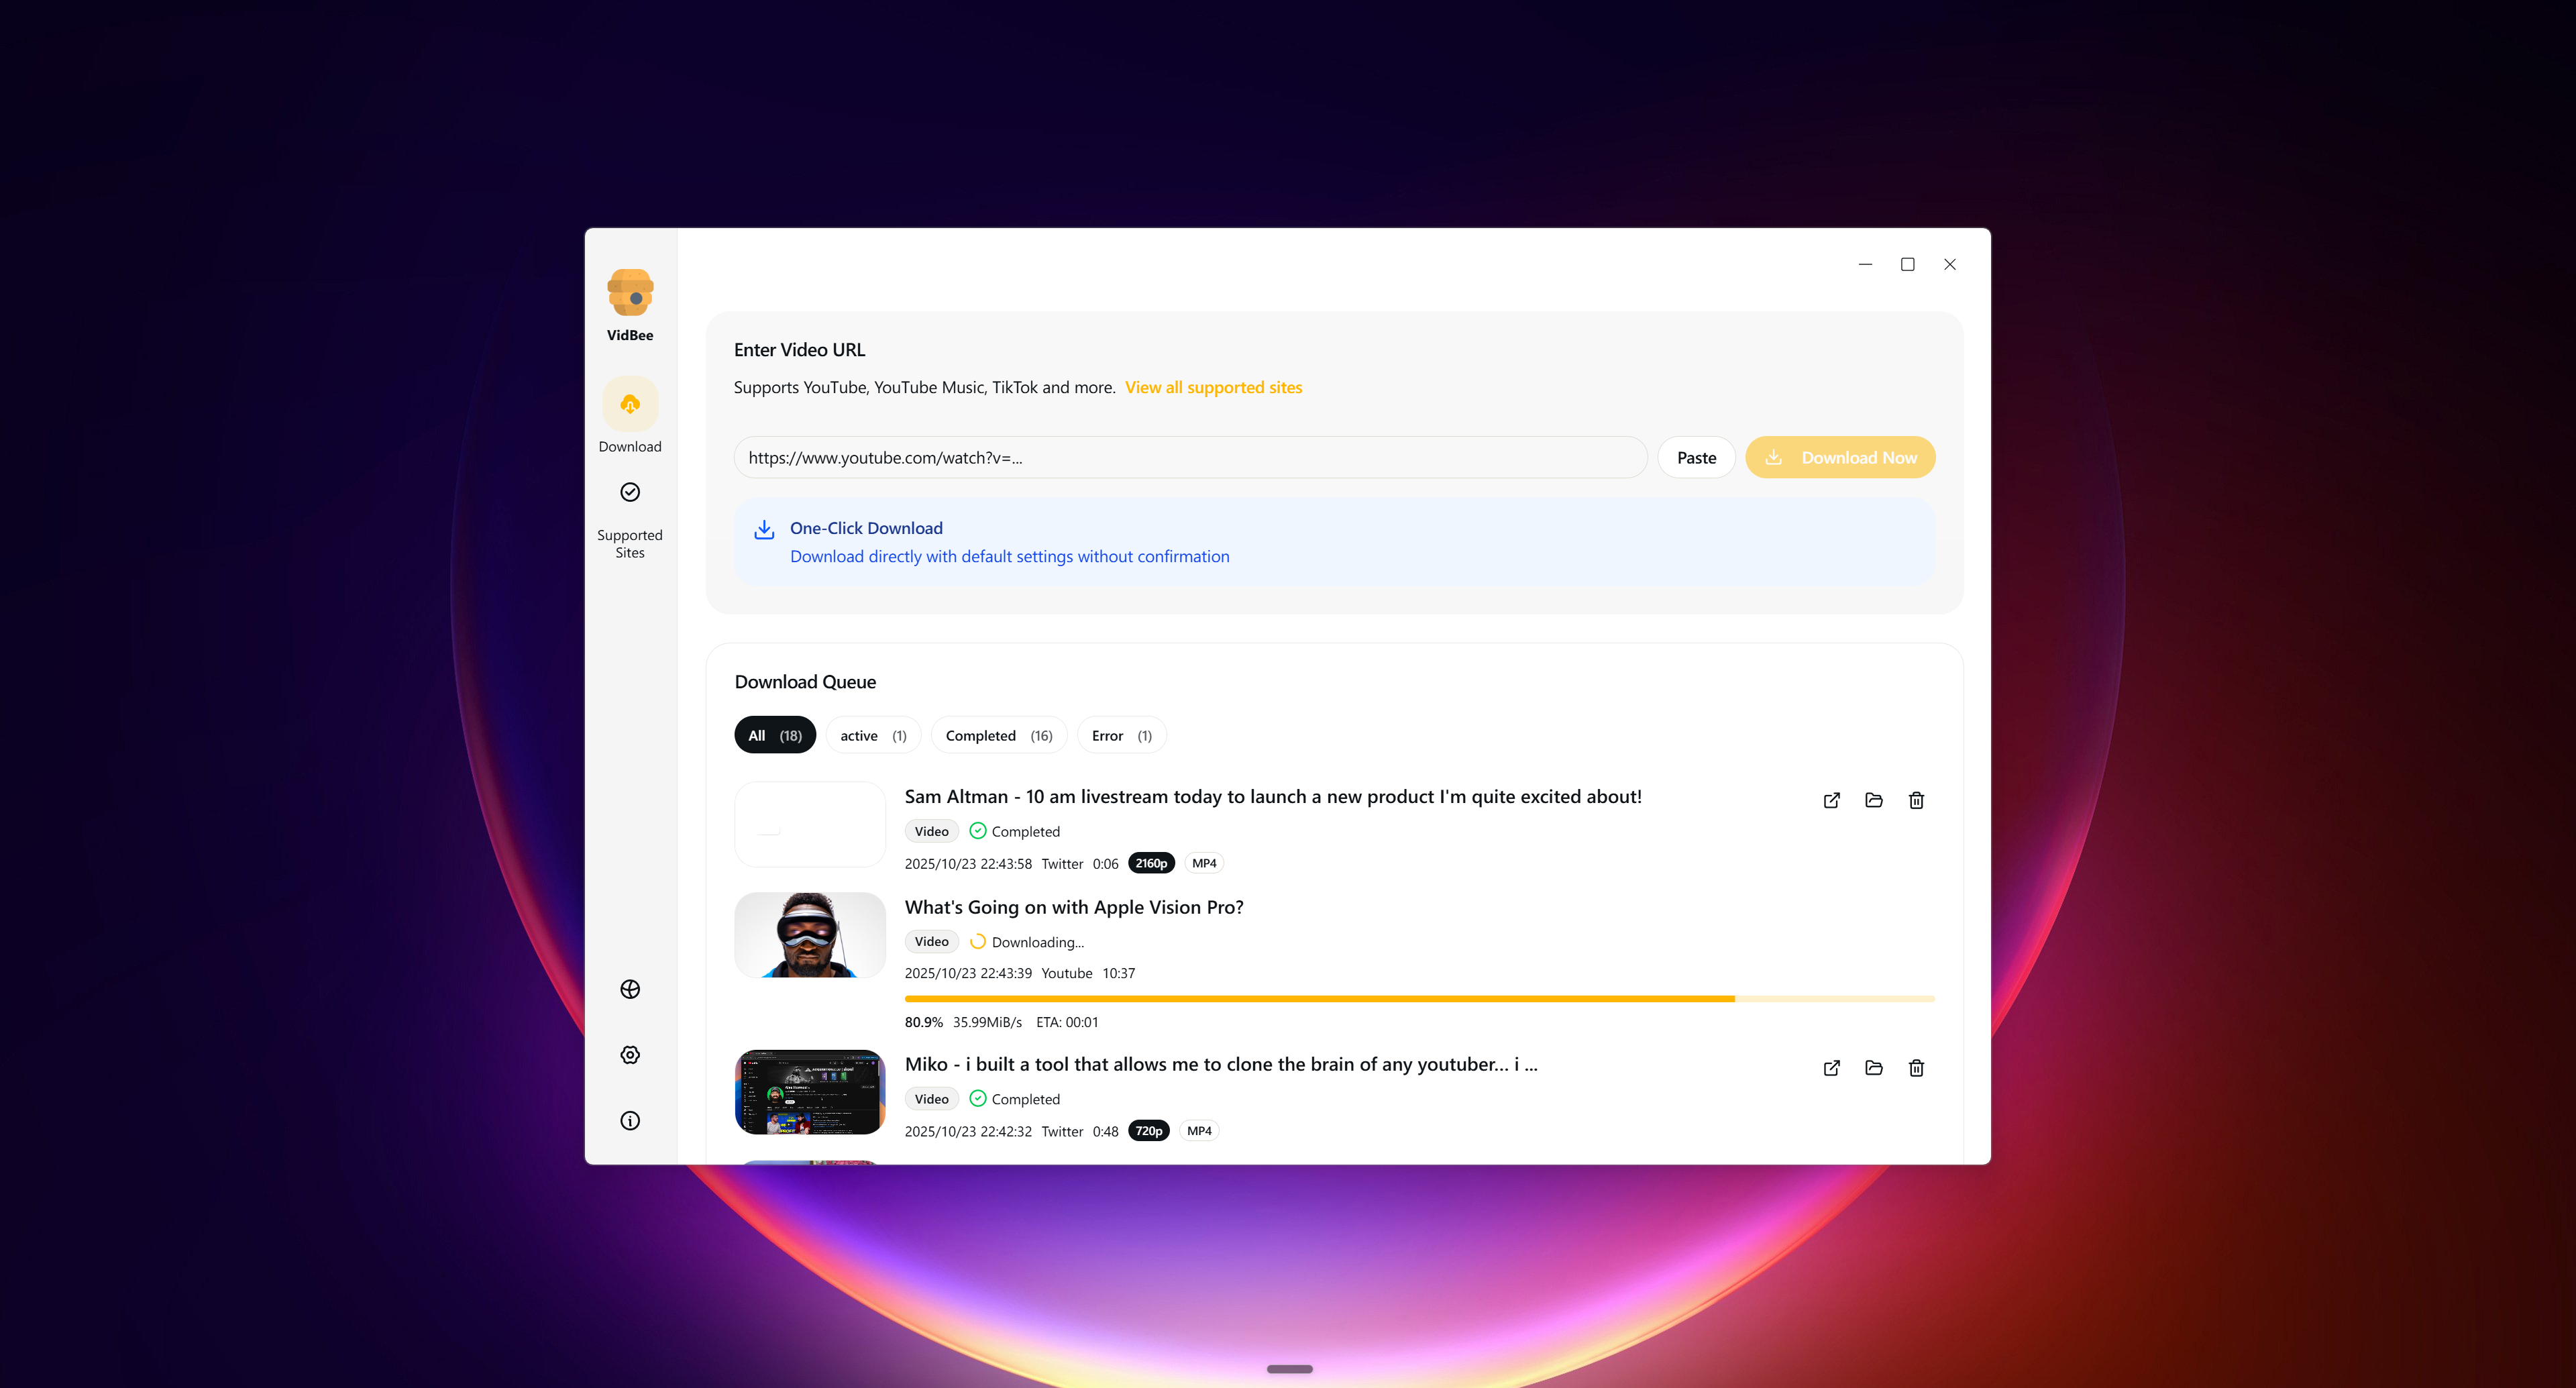 VidBee
Download
Supported
Sites
Enter Video URL
Supports YouTube, YouTube Music, TikTok and more. View all supported sites
https://www.youtube.com/watch?v=...
Paste
Download Now
One-Click Download
Download directly with default settings without confirmation
Download Queue
All (18)
active (1)
Completed (16)
Error (1)
Sam Altman - 10 am livestream today to launch a new product I'm quite excited about!
Video Completed
2025/10/23 22:43:58 Twitter 0:06 2160p MP4
What's Going on with Apple Vision Pro?
Video Downloading...
2025/10/23 22:43:39 Youtube 10:37
80.9% 35.99MiB/s ETA: 00:01
Miko - i built a tool that allows me to clone the brain of any youtuber... i ...
Video Completed
2025/10/23 22:42:32 Twitter 0:48 720p MP4